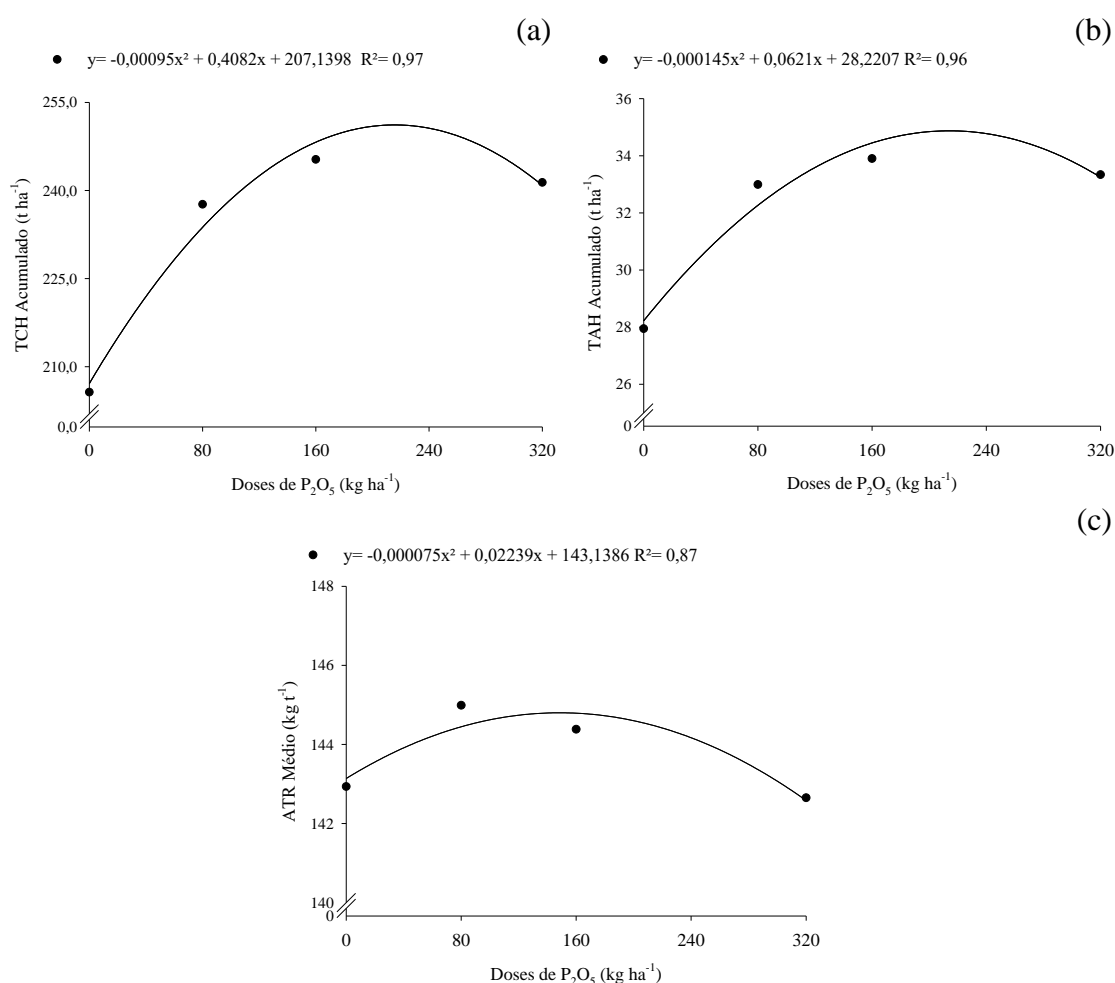 (a)
y= -0,00095x² + 0,4082x + 207,1398 R²= 0,97
255,0
240,0
225,0
210,0
0,0
TCH Acumulado (t ha⁻¹)
0 80 160 240 320
Doses de P₂O₅ (kg ha⁻¹)
(b)
y= -0,000145x² + 0,0621x + 28,2207 R²= 0,96
36
34
32
30
28
26
0
TAH Acumulado (t ha⁻¹)
0 80 160 240 320
Doses de P₂O₅ (kg ha⁻¹)
(c)
y= -0,000075x² + 0,02239x + 143,1386 R²= 0,87
148
146
144
142
140
0
ATR Médio (kg t⁻¹)
0 80 160 240 320
Doses de P₂O₅ (kg ha⁻¹)